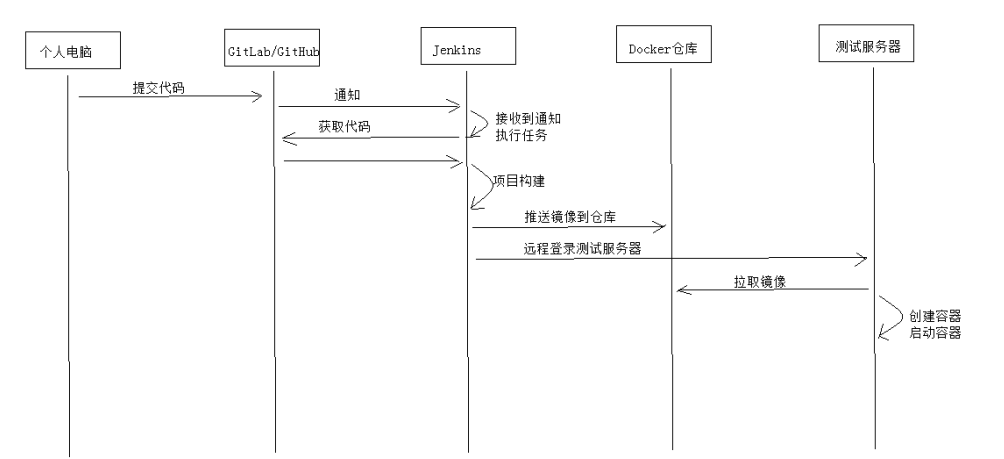 个人电脑
GitLab/GitHub
Jenkins
Docker仓库
测试服务器
提交代码
通知
接收到通知
执行任务
获取代码
项目构建
推送镜像到仓库
远程登录测试服务器
拉取镜像
创建容器
启动容器